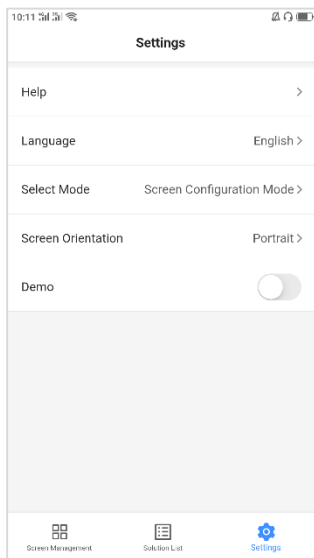 10:11
Settings
Help
Language English
Select Mode Screen Configuration Mode
Screen Orientation Portrait
Demo
Screen Management Solution List Settings